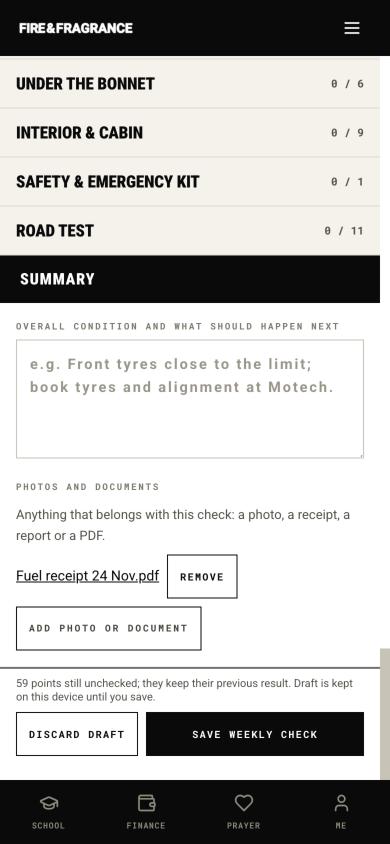 FIRE&FRAGRANCE
UNDER THE BONNET 0 / 6
INTERIOR & CABIN 0 / 9
SAFETY & EMERGENCY KIT 0 / 1
ROAD TEST 0 / 11
SUMMARY
OVERALL CONDITION AND WHAT SHOULD HAPPEN NEXT
e.g. Front tyres close to the limit;
book tyres and alignment at Motech.
PHOTOS AND DOCUMENTS
Anything that belongs with this check: a photo, a receipt, a
report or a PDF.
Fuel receipt 24 Nov.pdf REMOVE
ADD PHOTO OR DOCUMENT
59 points still unchecked; they keep their previous result. Draft is kept
on this device until you save.
DISCARD DRAFT SAVE WEEKLY CHECK
SCHOOL FINANCE PRAYER ME